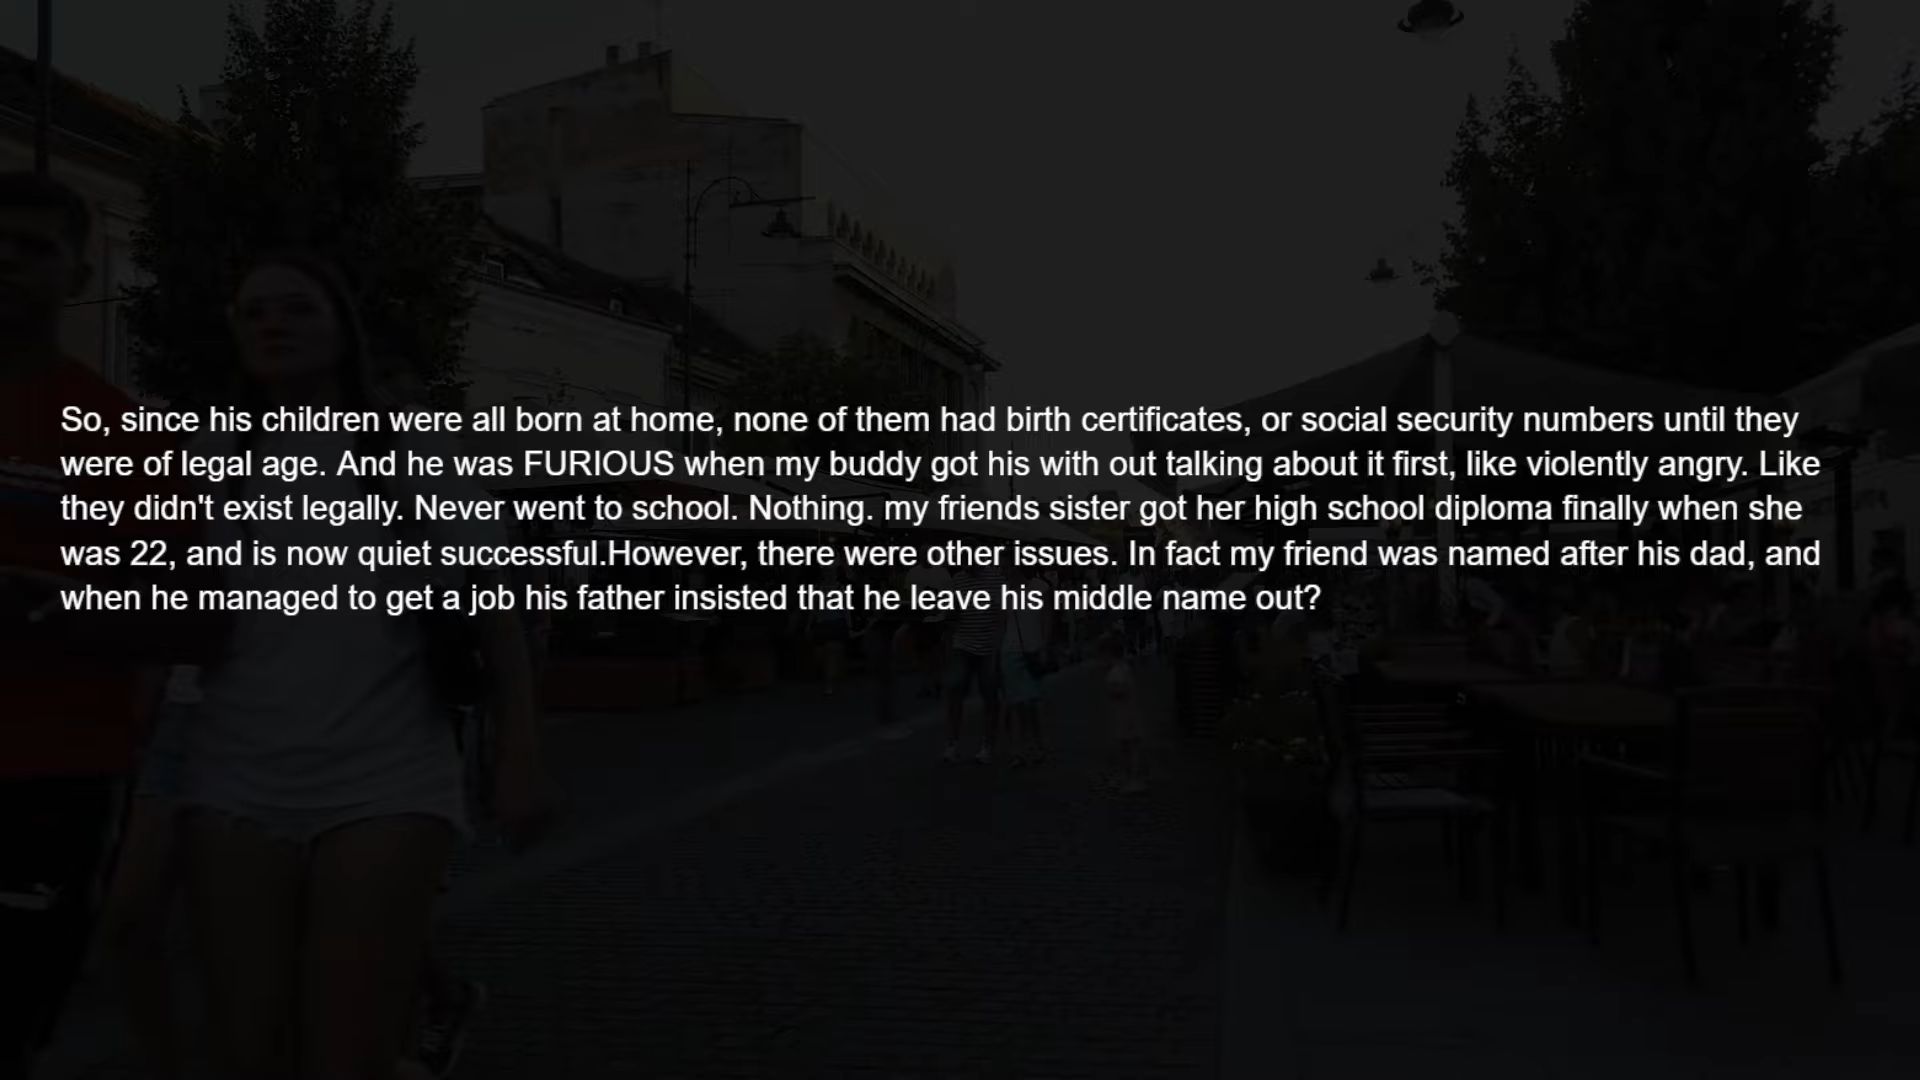 So, since his children were all born at home, none of them had birth certificates, or social security numbers until they
were of legal age. And he was FURIOUS when my buddy got his with out talking about it first, like violently angry. Like
they didn't exist legally. Never went to school. Nothing. my friends sister got her high school diploma finally when she
was 22, and is now quiet successful.However, there were other issues. In fact my friend was named after his dad, and
when he managed to get a job his father insisted that he leave his middle name out?